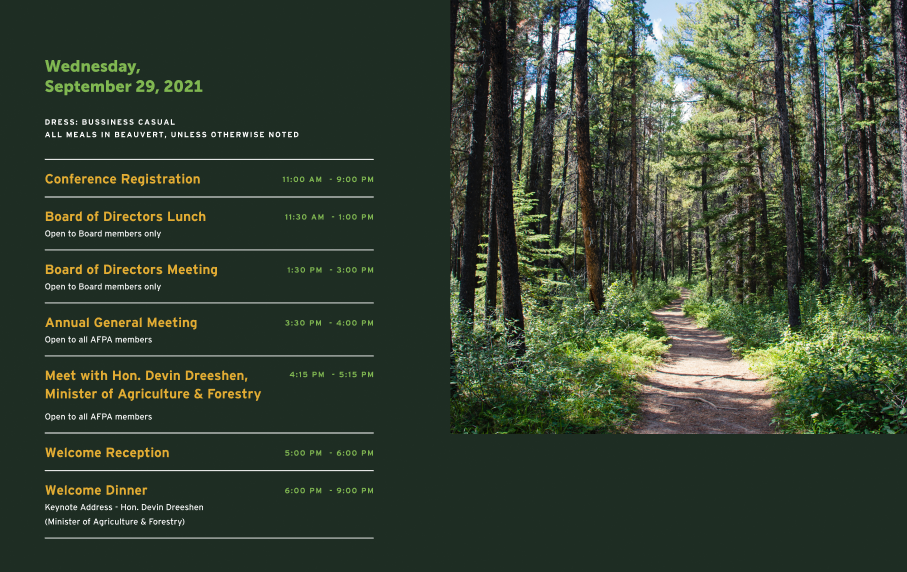 Wednesday,
September 29, 2021
DRESS: BUSSINESS CASUAL
ALL MEALS IN BEAUVERT, UNLESS OTHERWISE NOTED
Conference Registration 11:00 AM - 9:00 PM
Board of Directors Lunch 11:30 AM - 1:00 PM
Open to Board members only
Board of Directors Meeting 1:30 PM - 3:00 PM
Open to Board members only
Annual General Meeting 3:30 PM - 4:00 PM
Open to all AFPA members
Meet with Hon. Devin Dreeshen, 4:15 PM - 5:15 PM
Minister of Agriculture & Forestry
Open to all AFPA members
Welcome Reception 5:00 PM - 6:00 PM
Welcome Dinner 6:00 PM - 9:00 PM
Keynote Address - Hon. Devin Dreeshen
(Minister of Agriculture & Forestry)